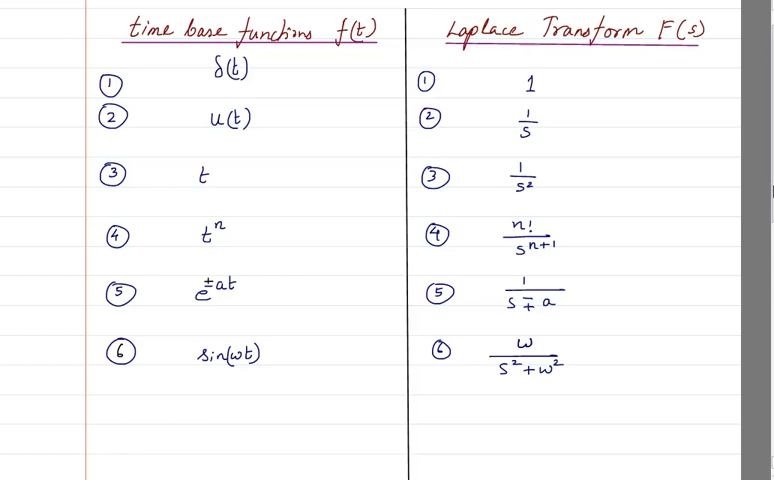 time base functions f(t) Laplace Transform F(s)
① δ(t) ① 1
② u(t) ② 1/s
③ t ③ 1/s²
④ tⁿ ④ n!/sⁿ⁺¹
⑤ e^±at ⑤ 1/(s ∓ a)
⑥ sin(ωt) ⑥ ω/(s² + ω²)